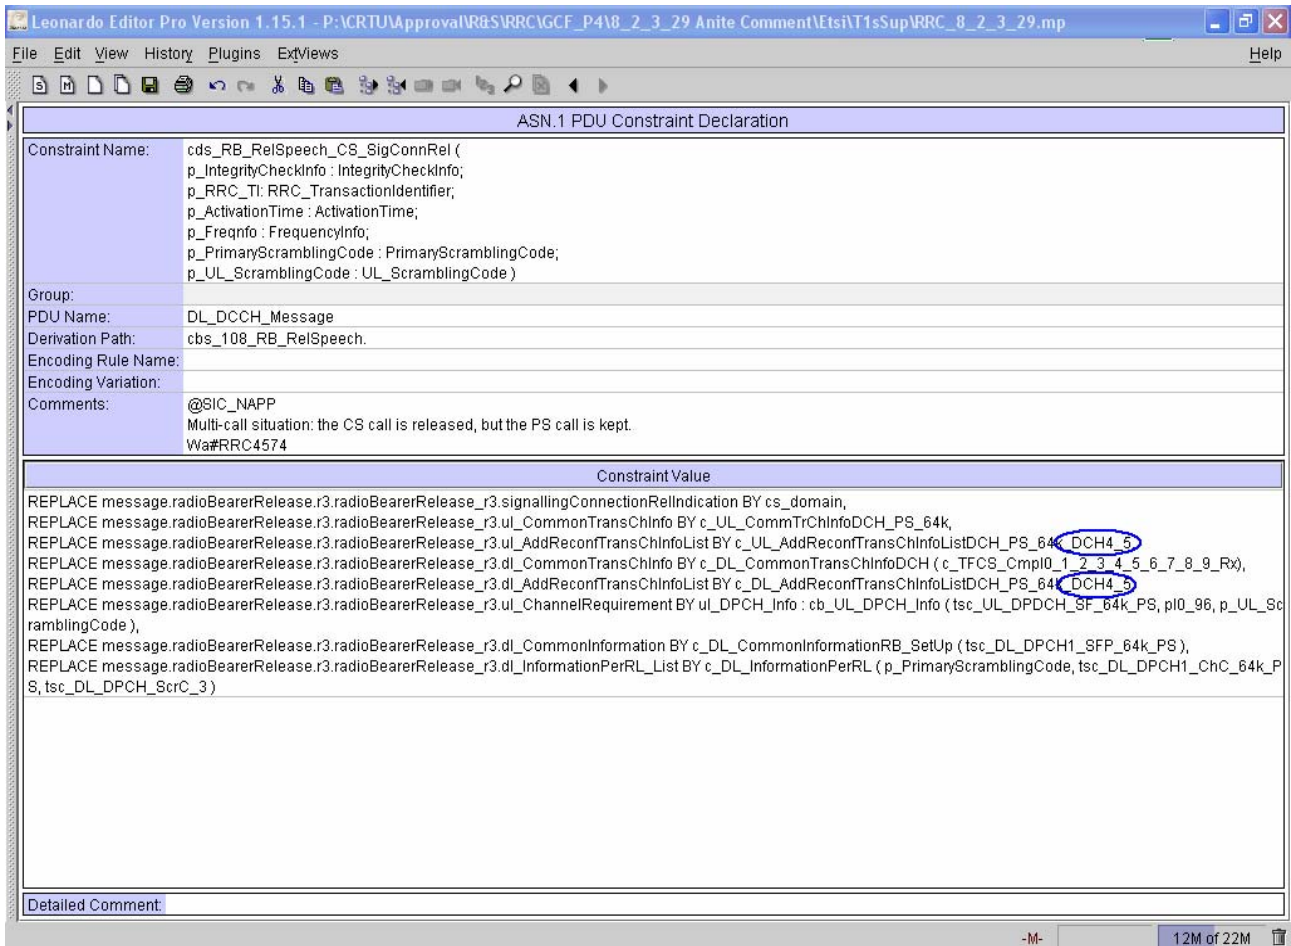 Leonardo Editor Pro Version 1.15.1 - P:\CRTU\Approval\R&S\RRC\GCF_P4\8_2_3_29 Anite Comment\Etsi\T1sSup\RRC_8_2_3_29.mp
File Edit View History Plugins ExtViews Help
ASN.1 PDU Constraint Declaration
Constraint Name: cds_RB_RelSpeech_CS_SigConnRel (
p_IntegrityCheckInfo : IntegrityCheckInfo;
p_RRC_TI: RRC_TransactionIdentifier;
p_ActivationTime : ActivationTime;
p_Freqnfo : FrequencyInfo;
p_PrimaryScramblingCode : PrimaryScramblingCode;
p_UL_ScramblingCode : UL_ScramblingCode )
Group:
PDU Name: DL_DCCH_Message
Derivation Path: cbs_108_RB_RelSpeech.
Encoding Rule Name:
Encoding Variation:
Comments: @SIC_NAPP
Multi-call situation: the CS call is released, but the PS call is kept.
Wa#RRC4574
Constraint Value
REPLACE message.radioBearerRelease.r3.radioBearerRelease_r3.signallingConnectionRelIndication BY cs_domain,
REPLACE message.radioBearerRelease.r3.radioBearerRelease_r3.ul_CommonTransChInfo BY c_UL_CommTrChInfoDCH_PS_64k,
REPLACE message.radioBearerRelease.r3.radioBearerRelease_r3.ul_AddReconfTransChInfoList BY c_UL_AddReconfTransChInfoListDCH_PS_64k_DCH4_5,
REPLACE message.radioBearerRelease.r3.radioBearerRelease_r3.dl_CommonTransChInfo BY c_DL_CommonTransChInfoDCH ( c_TFCS_Cmpl0_1_2_3_4_5_6_7_8_9_Rx),
REPLACE message.radioBearerRelease.r3.radioBearerRelease_r3.dl_AddReconfTransChInfoList BY c_DL_AddReconfTransChInfoListDCH_PS_64k_DCH4_5,
REPLACE message.radioBearerRelease.r3.radioBearerRelease_r3.ul_ChannelRequirement BY ul_DPCH_Info : cb_UL_DPCH_Info ( tsc_UL_DPDCH_SF_64k_PS, pl0_96, p_UL_Sc
ramblingCode ),
REPLACE message.radioBearerRelease.r3.radioBearerRelease_r3.dl_CommonInformation BY c_DL_CommonInformationRB_SetUp ( tsc_DL_DPCH1_SFP_64k_PS ),
REPLACE message.radioBearerRelease.r3.radioBearerRelease_r3.dl_InformationPerRL_List BY c_DL_InformationPerRL ( p_PrimaryScramblingCode, tsc_DL_DPCH1_ChC_64k_P
S, tsc_DL_DPCH_ScrC_3 )
Detailed Comment:
-M- 12M of 22M